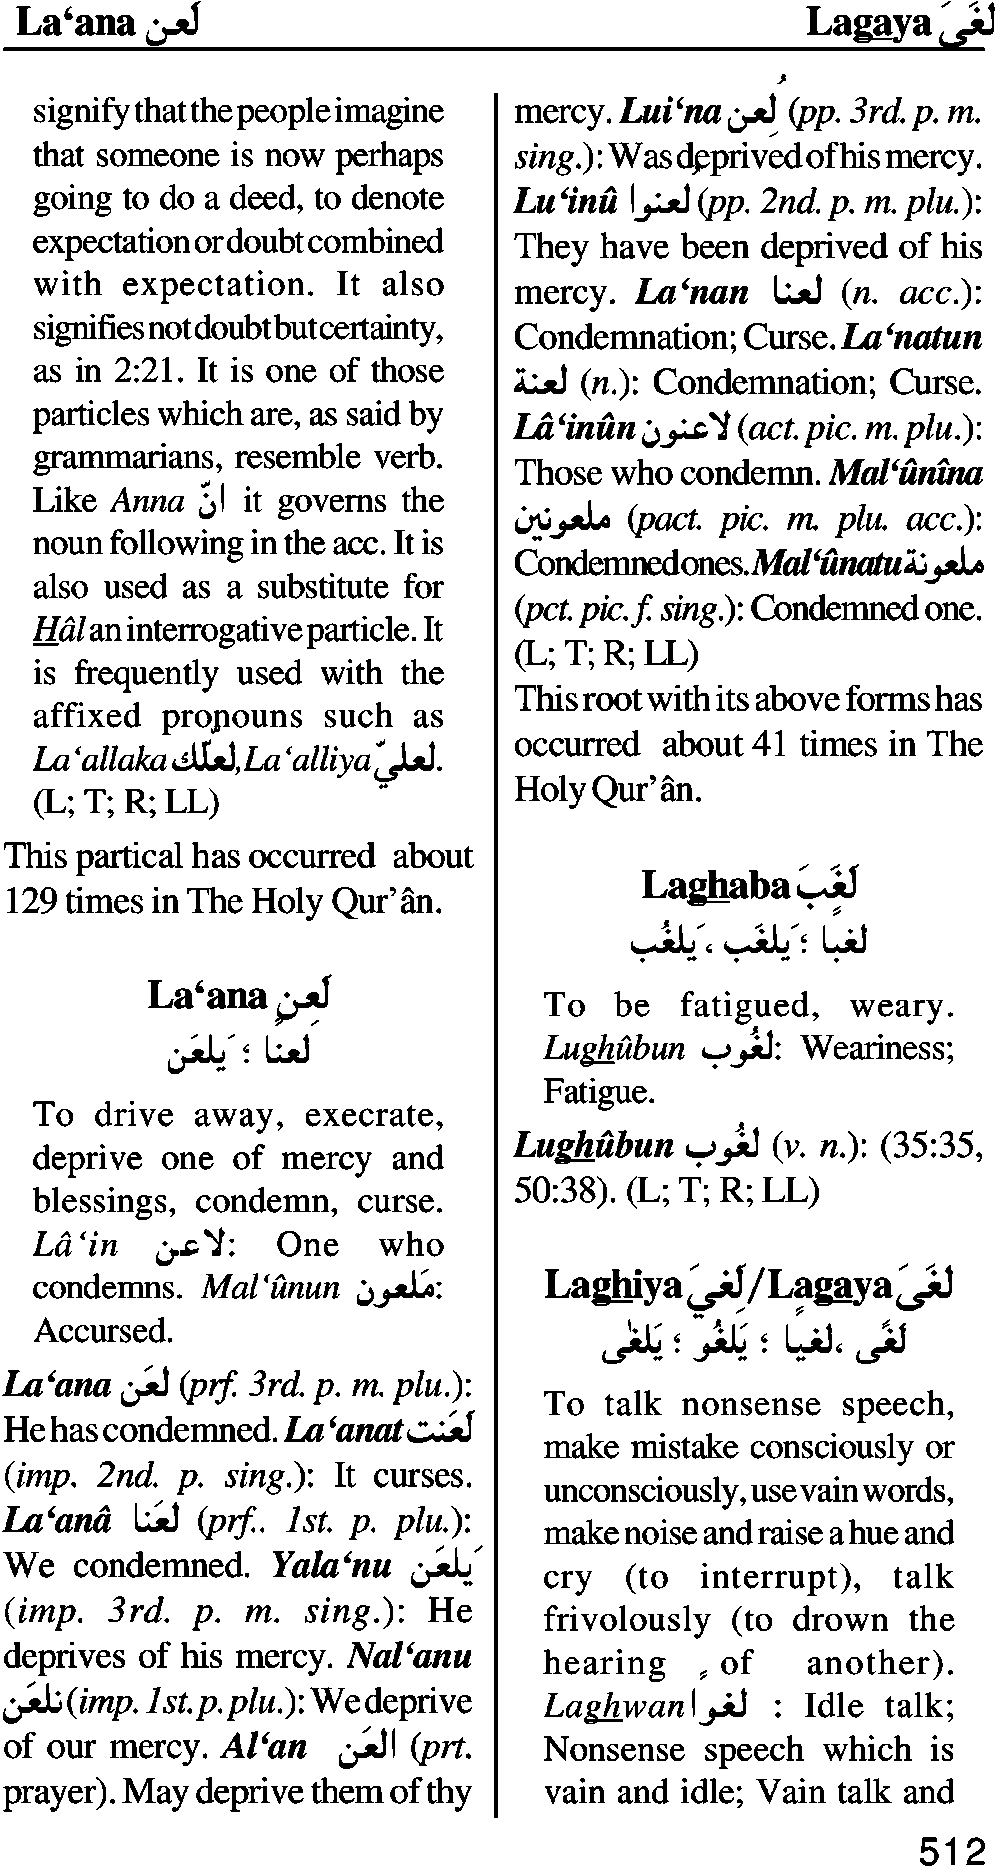 La‘ana لَعن
Lagaya لَغَىَ
signify that the people imagine
that someone is now perhaps
going to do a deed, to denote
expectation or doubt combined
with expectation. It also
signifies not doubt but certainty,
as in 2:21. It is one of those
particles which are, as said by
grammarians, resemble verb.
Like Anna انّ it governs the
noun following in the acc. It is
also used as a substitute for
Hâl an interrogative particle. It
is frequently used with the
affixed pronouns such as
La‘allaka لعلّك, La‘alliya لعليّ.
(L; T; R; LL)
This partical has occurred about
129 times in The Holy Qur’ân.
La‘ana لَعِن
لَعنا ؛ َيلعَن
To drive away, execrate,
deprive one of mercy and
blessings, condemn, curse.
Lâ‘in لاعن: One who
condemns. Mal‘ûnun مَلعون:
Accursed.
La‘ana لعَن (prf. 3rd. p. m. plu.):
He has condemned. La‘anat لَعَنت
(imp. 2nd. p. sing.): It curses.
La‘anâ لعَنا (prf.. 1st. p. plu.):
We condemned. Yala‘nu َيلعَن
(imp. 3rd. p. m. sing.): He
deprives of his mercy. Nal‘anu
نلعَن (imp. 1st. p. plu.): We deprive
of our mercy. Al‘an العَن (prt.
prayer). May deprive them of thy
mercy. Lui‘na لُعِن (pp. 3rd. p. m.
sing.): Was deprived of his mercy.
Lu‘inû لعنوا (pp. 2nd. p. m. plu.):
They have been deprived of his
mercy. La‘nan لعنا (n. acc.):
Condemnation; Curse. La‘natun
لعنة (n.): Condemnation; Curse.
Lâ‘inûn لاعنون (act. pic. m. plu.):
Those who condemn. Mal‘ûnîna
ملعونين (pact. pic. m. plu. acc.):
Condemned ones. Mal‘ûnatu ملعونة
(pct. pic. f. sing.): Condemned one.
(L; T; R; LL)
This root with its above forms has
occurred about 41 times in The
Holy Qur’ân.
Laghaba لَغَبَ
لغبا ؛ َيلغَب ، َيلغُب
To be fatigued, weary.
Lughûbun لغُوب: Weariness;
Fatigue.
Lughûbun لغُوب (v. n.): (35:35,
50:38). (L; T; R; LL)
Laghiya لَغِيَ/Lagaya لَغَىَ
لَغًى ،لَغيا ؛ يَلغُو ؛ يَلغٰى
To talk nonsense speech,
make mistake consciously or
unconsciously, use vain words,
make noise and raise a hue and
cry (to interrupt), talk
frivolously (to drown the
hearing of another).
Laghwan لغوا : Idle talk;
Nonsense speech which is
vain and idle; Vain talk and
512